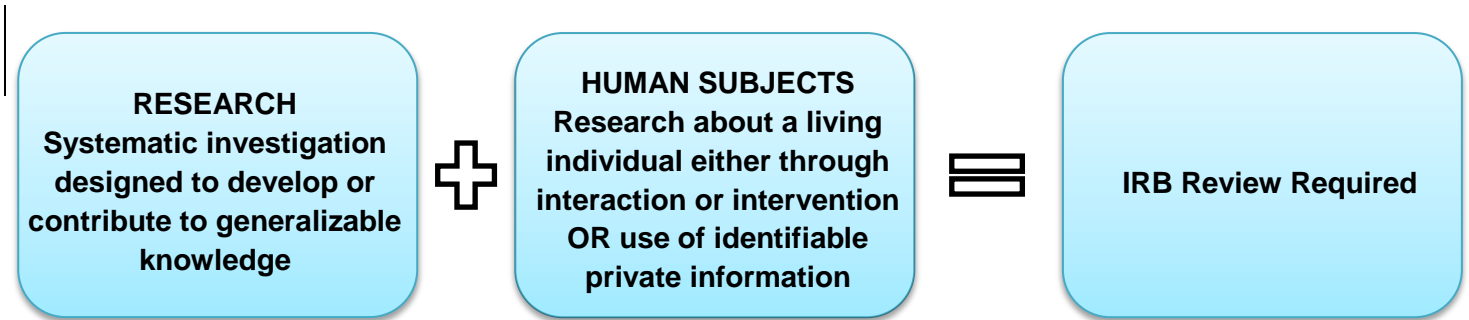 RESEARCH
Systematic investigation
designed to develop or
contribute to generalizable
knowledge
HUMAN SUBJECTS
Research about a living
individual either through
interaction or intervention
OR use of identifiable
private information
IRB Review Required